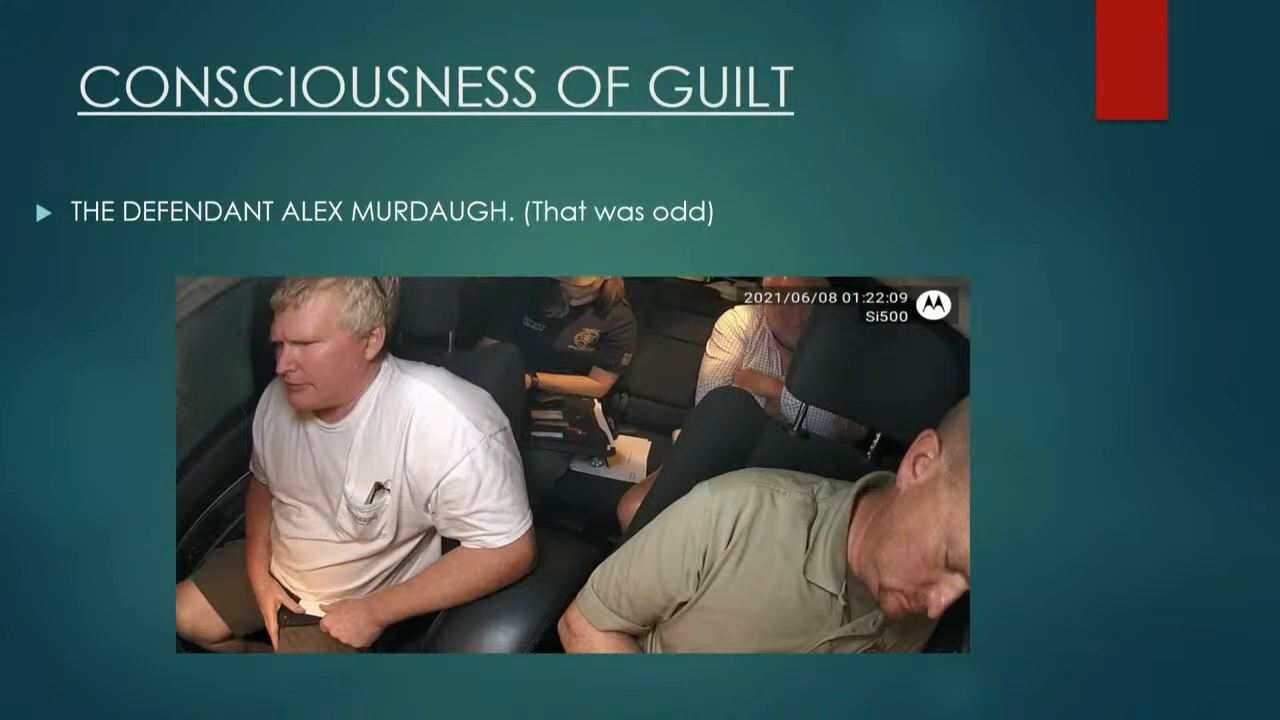 CONSCIOUSNESS OF GUILT
THE DEFENDANT ALEX MURDAUGH. (That was odd)
2021/06/08 01:22:09
Si500